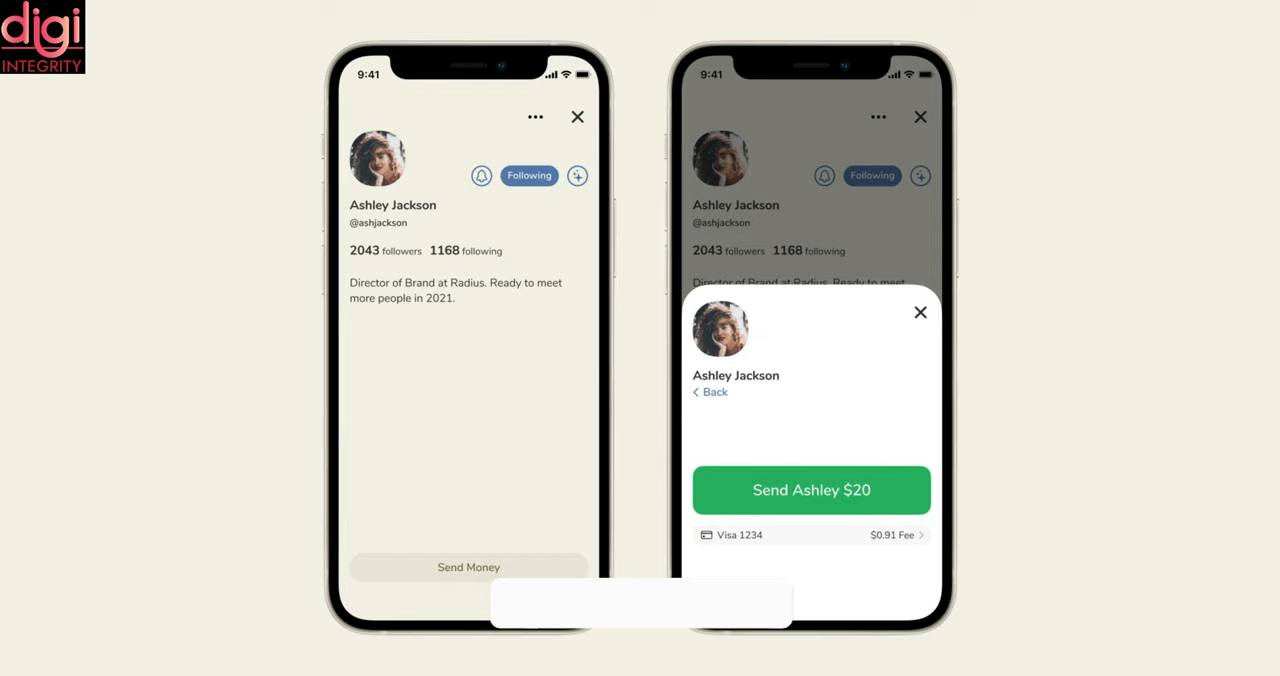 digi
INTEGRITY
9:41
Following
Ashley Jackson
@ashjackson
2043 followers 1168 following
Director of Brand at Radius. Ready to meet
more people in 2021.
Send Money
9:41
Following
Ashley Jackson
@ashjackson
2043 followers 1168 following
Director of Brand at Radius. Ready to meet
Ashley Jackson
< Back
Send Ashley $20
Visa 1234 $0.91 Fee >